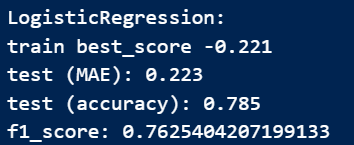 LogisticRegression:
train best_score -0.221
test (MAE): 0.223
test (accuracy): 0.785
f1_score: 0.7625404207199133